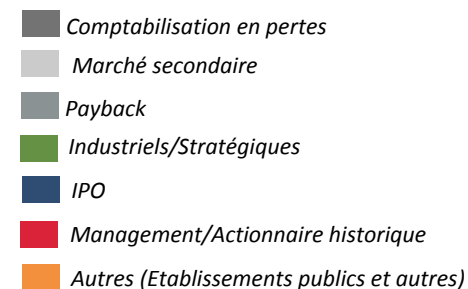 Comptabilisation en pertes
Marché secondaire
Payback
Industriels/Stratégiques
IPO
Management/Actionnaire historique
Autres (Etablissements publics et autres)